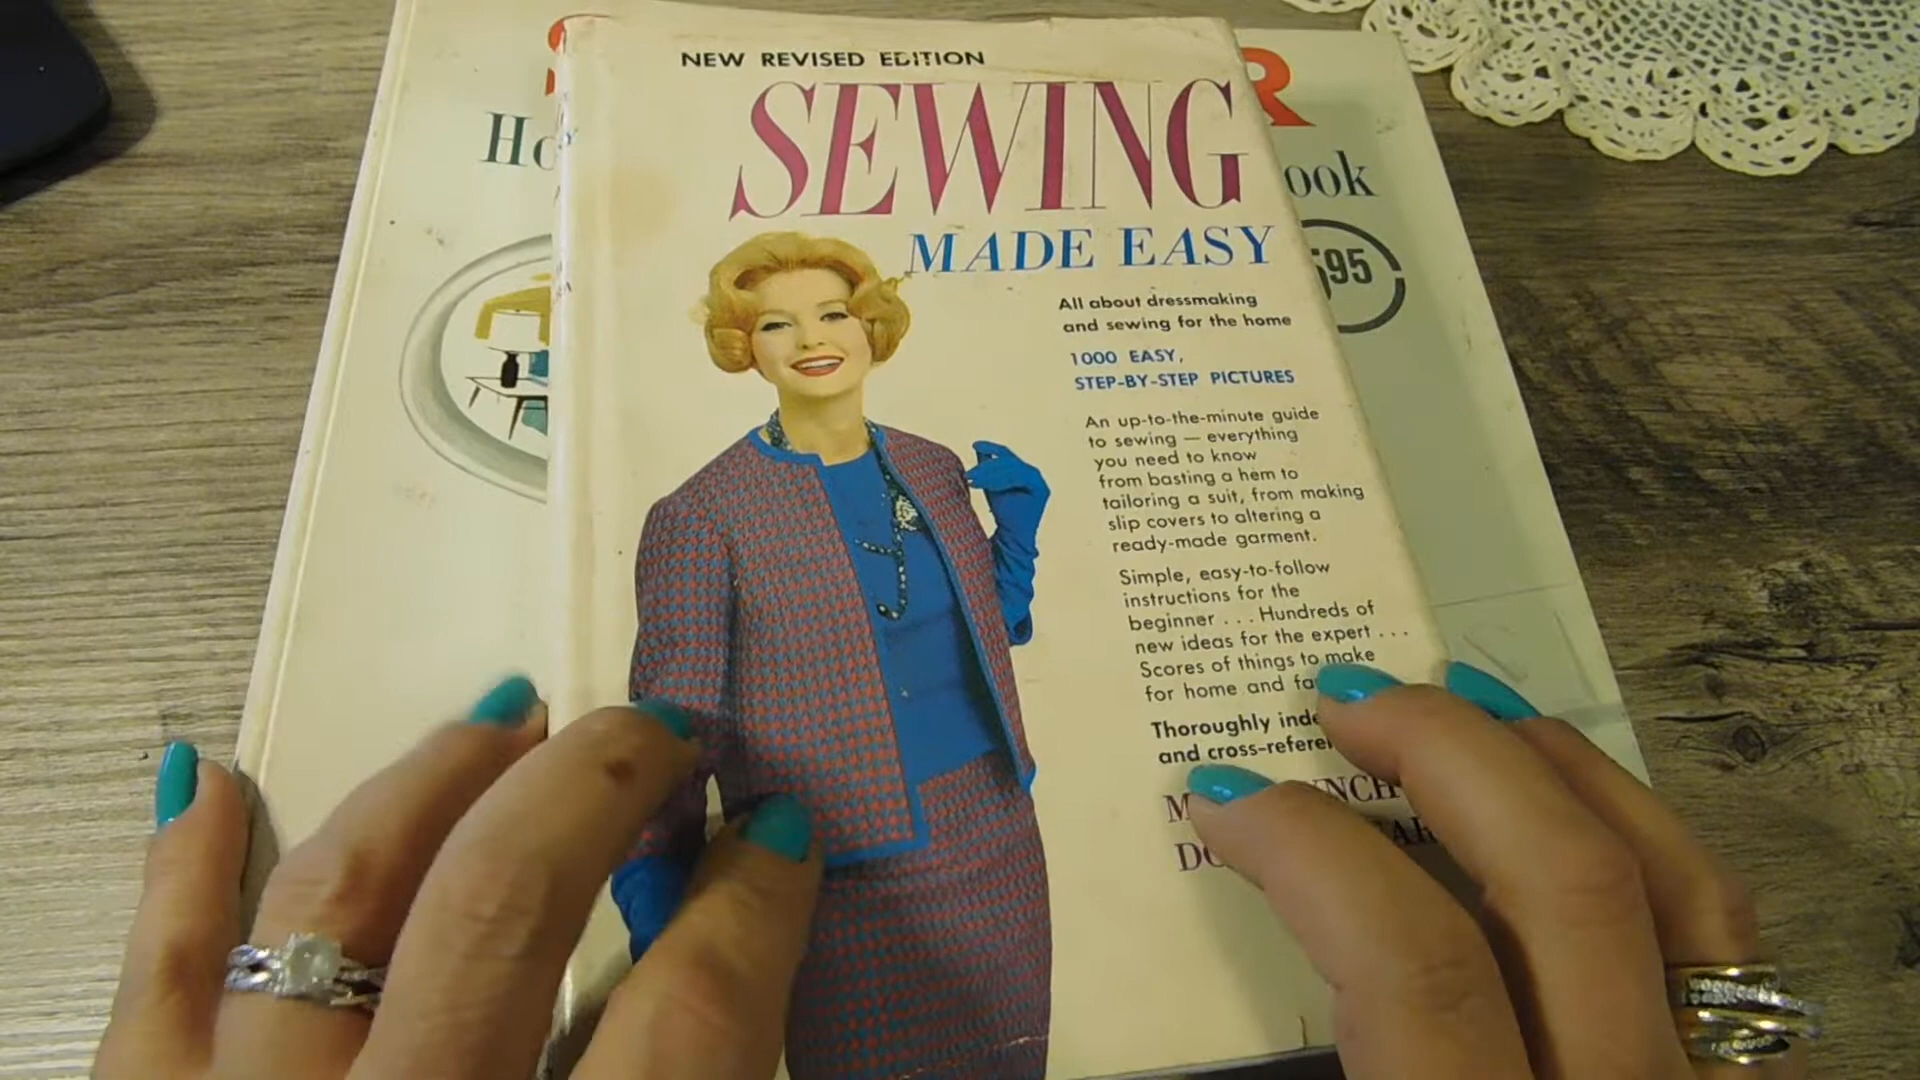 NEW REVISED EDITION
SEWING
MADE EASY
All about dressmaking
and sewing for the home
1000 EASY,
STEP-BY-STEP PICTURES
An up-to-the-minute guide
to sewing — everything
you need to know
from basting a hem to
tailoring a suit, from making
slip covers to altering a
ready-made garment.
Simple, easy-to-follow
instructions for the
beginner . . . Hundreds of
new ideas for the expert . . .
Scores of things to make
for home and
Thoroughly
and